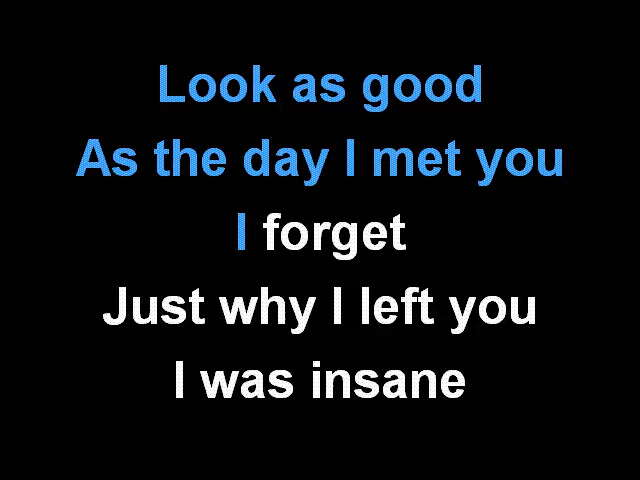 Look as good
As the day I met you
I forget
Just why I left you
I was insane